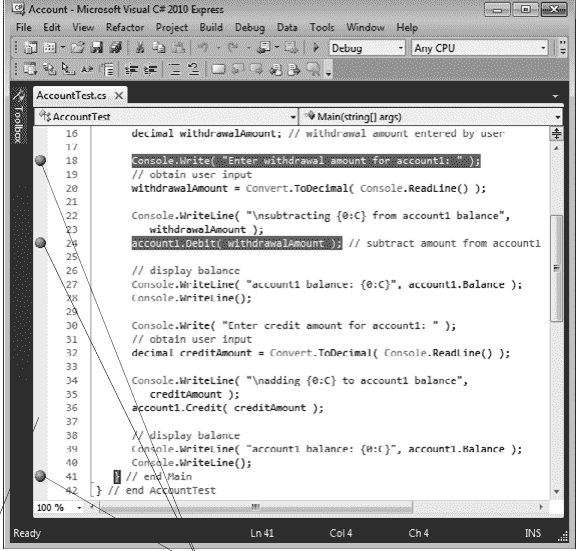 Account - Microsoft Visual C# 2010 Express
File Edit View Refactor Project Build Debug Data Tools Window Help
Debug Any CPU
Toolbox
AccountTest.cs X
AccountTest Main(string[] args)
16 decimal withdrawalAmount; // withdrawal amount entered by user
17
18 Console.Write( "Enter withdrawal amount for account1: " );
19 // obtain user input
20 withdrawalAmount = Convert.ToDecimal( Console.ReadLine() );
21
22 Console.WriteLine( "\nsubtracting {0:C} from account1 balance",
23 withdrawalAmount );
24 account1.Debit( withdrawalAmount ); // subtract amount from account1
25
26 // display balance
27 Console.WriteLine( "account1 balance: {0:C}", account1.Balance );
28 Console.WriteLine();
29
30 Console.Write( "Enter credit amount for account1: " );
31 // obtain user input
32 decimal creditAmount = Convert.ToDecimal( Console.ReadLine() );
33
34 Console.WriteLine( "\nadding {0:C} to account1 balance",
35 creditAmount );
36 account1.Credit( creditAmount );
37
38 // display balance
39 Console.WriteLine( "account1 balance: {0:C}", account1.Balance );
40 Console.WriteLine();
41 } // end Main
42 } // end AccountTest
100 %
Ready Ln 41 Col 4 Ch 4 INS